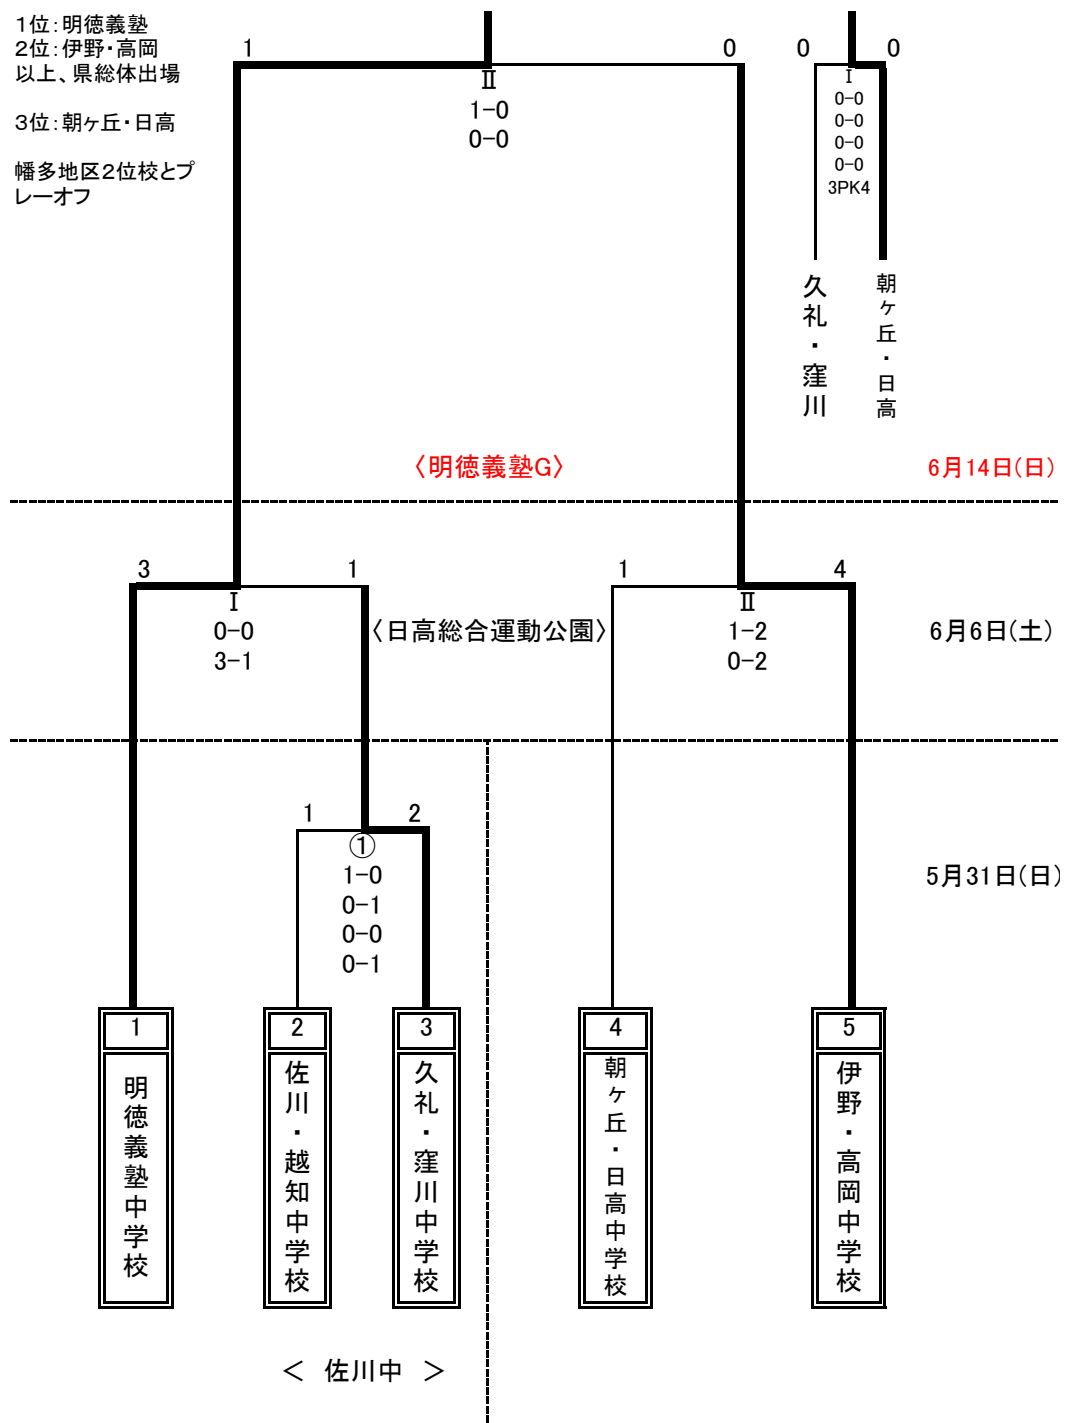 1位：明徳義塾
2位：伊野・高岡
以上、県総体出場
3位：朝ヶ丘・日高
幡多地区2位校とプ
レーオフ
1
0
Ⅱ
1-0
0-0
0
0
Ⅰ
0-0
0-0
0-0
0-0
3PK4
久礼・窪川
朝ヶ丘・日高
〈明徳義塾G〉
6月14日(日)
3
1
Ⅰ
0-0
3-1
〈日高総合運動公園〉
1
4
Ⅱ
1-2
0-2
6月6日(土)
1
2
①
1-0
0-1
0-0
0-1
5月31日(日)
1
明徳義塾中学校
2
佐川・越知中学校
3
久礼・窪川中学校
4
朝ヶ丘・日高中学校
5
伊野・高岡中学校
＜ 佐川中 ＞